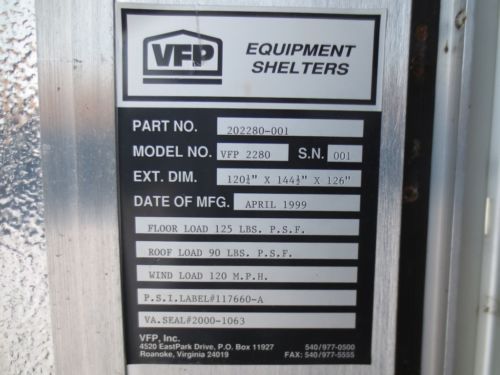 VFP
EQUIPMENT
SHELTERS
PART NO. 202280-001
MODEL NO. VFP 2280 S.N. 001
EXT. DIM. 120¼" X 144½" X 126"
DATE OF MFG. APRIL 1999
FLOOR LOAD 125 LBS. P.S.F.
ROOF LOAD 90 LBS. P.S.F.
WIND LOAD 120 M.P.H.
P.S.I.LABEL#117660-A
VA.SEAL#2000-1063
VFP, Inc.
4520 EastPark Drive, P.O. Box 11927 540/977-0500
Roanoke, Virginia 24019 FAX: 540/977-5555